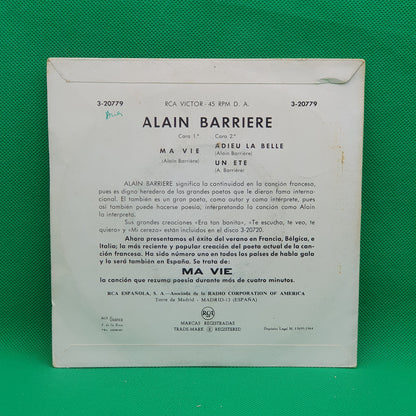 3-20779
RCA VICTOR - 45 RPM D. A.
3-20779
ALAIN BARRIERE
Cara 1.ª
MA VIE
(Alain Barrière)
Cara 2.ª
ADIEU LA BELLE
(Alain Barrière)
UN ETE
(A. Barrière)
ALAIN BARRIERE significa la continuidad en la canción francesa,
pues es digno heredero de los grandes poetas que le dieron fama interna-
cional. El también es un gran poeta, como autor y como intérprete, pues
así también puede hacerse poesía, interpretando la canción como Alain
la interpreta.
Sus grandes creaciones «Era tan bonita», «Te escucho, te veo, te
quiero» y «Mi cereza» están incluidos en el disco 3-20720.
Ahora presentamos el éxito del verano en Francia, Bélgica, e
Italia; la más reciente y popular creación del poeta actual de la can-
ción francesa. Ha sido número uno en todos los países de habla gala
y lo será también en España. Se trata de:
MA VIE
la canción que rezuma poesía durante más de cuatro minutos.
RCA ESPAÑOLA, S. A. - Asociada de la RADIO CORPORATION OF AMERICA
Torre de Madrid - MADRID-13 (ESPAÑA)
RCA
MARCAS REGISTRADAS
TRADE-MARK ® REGISTERED